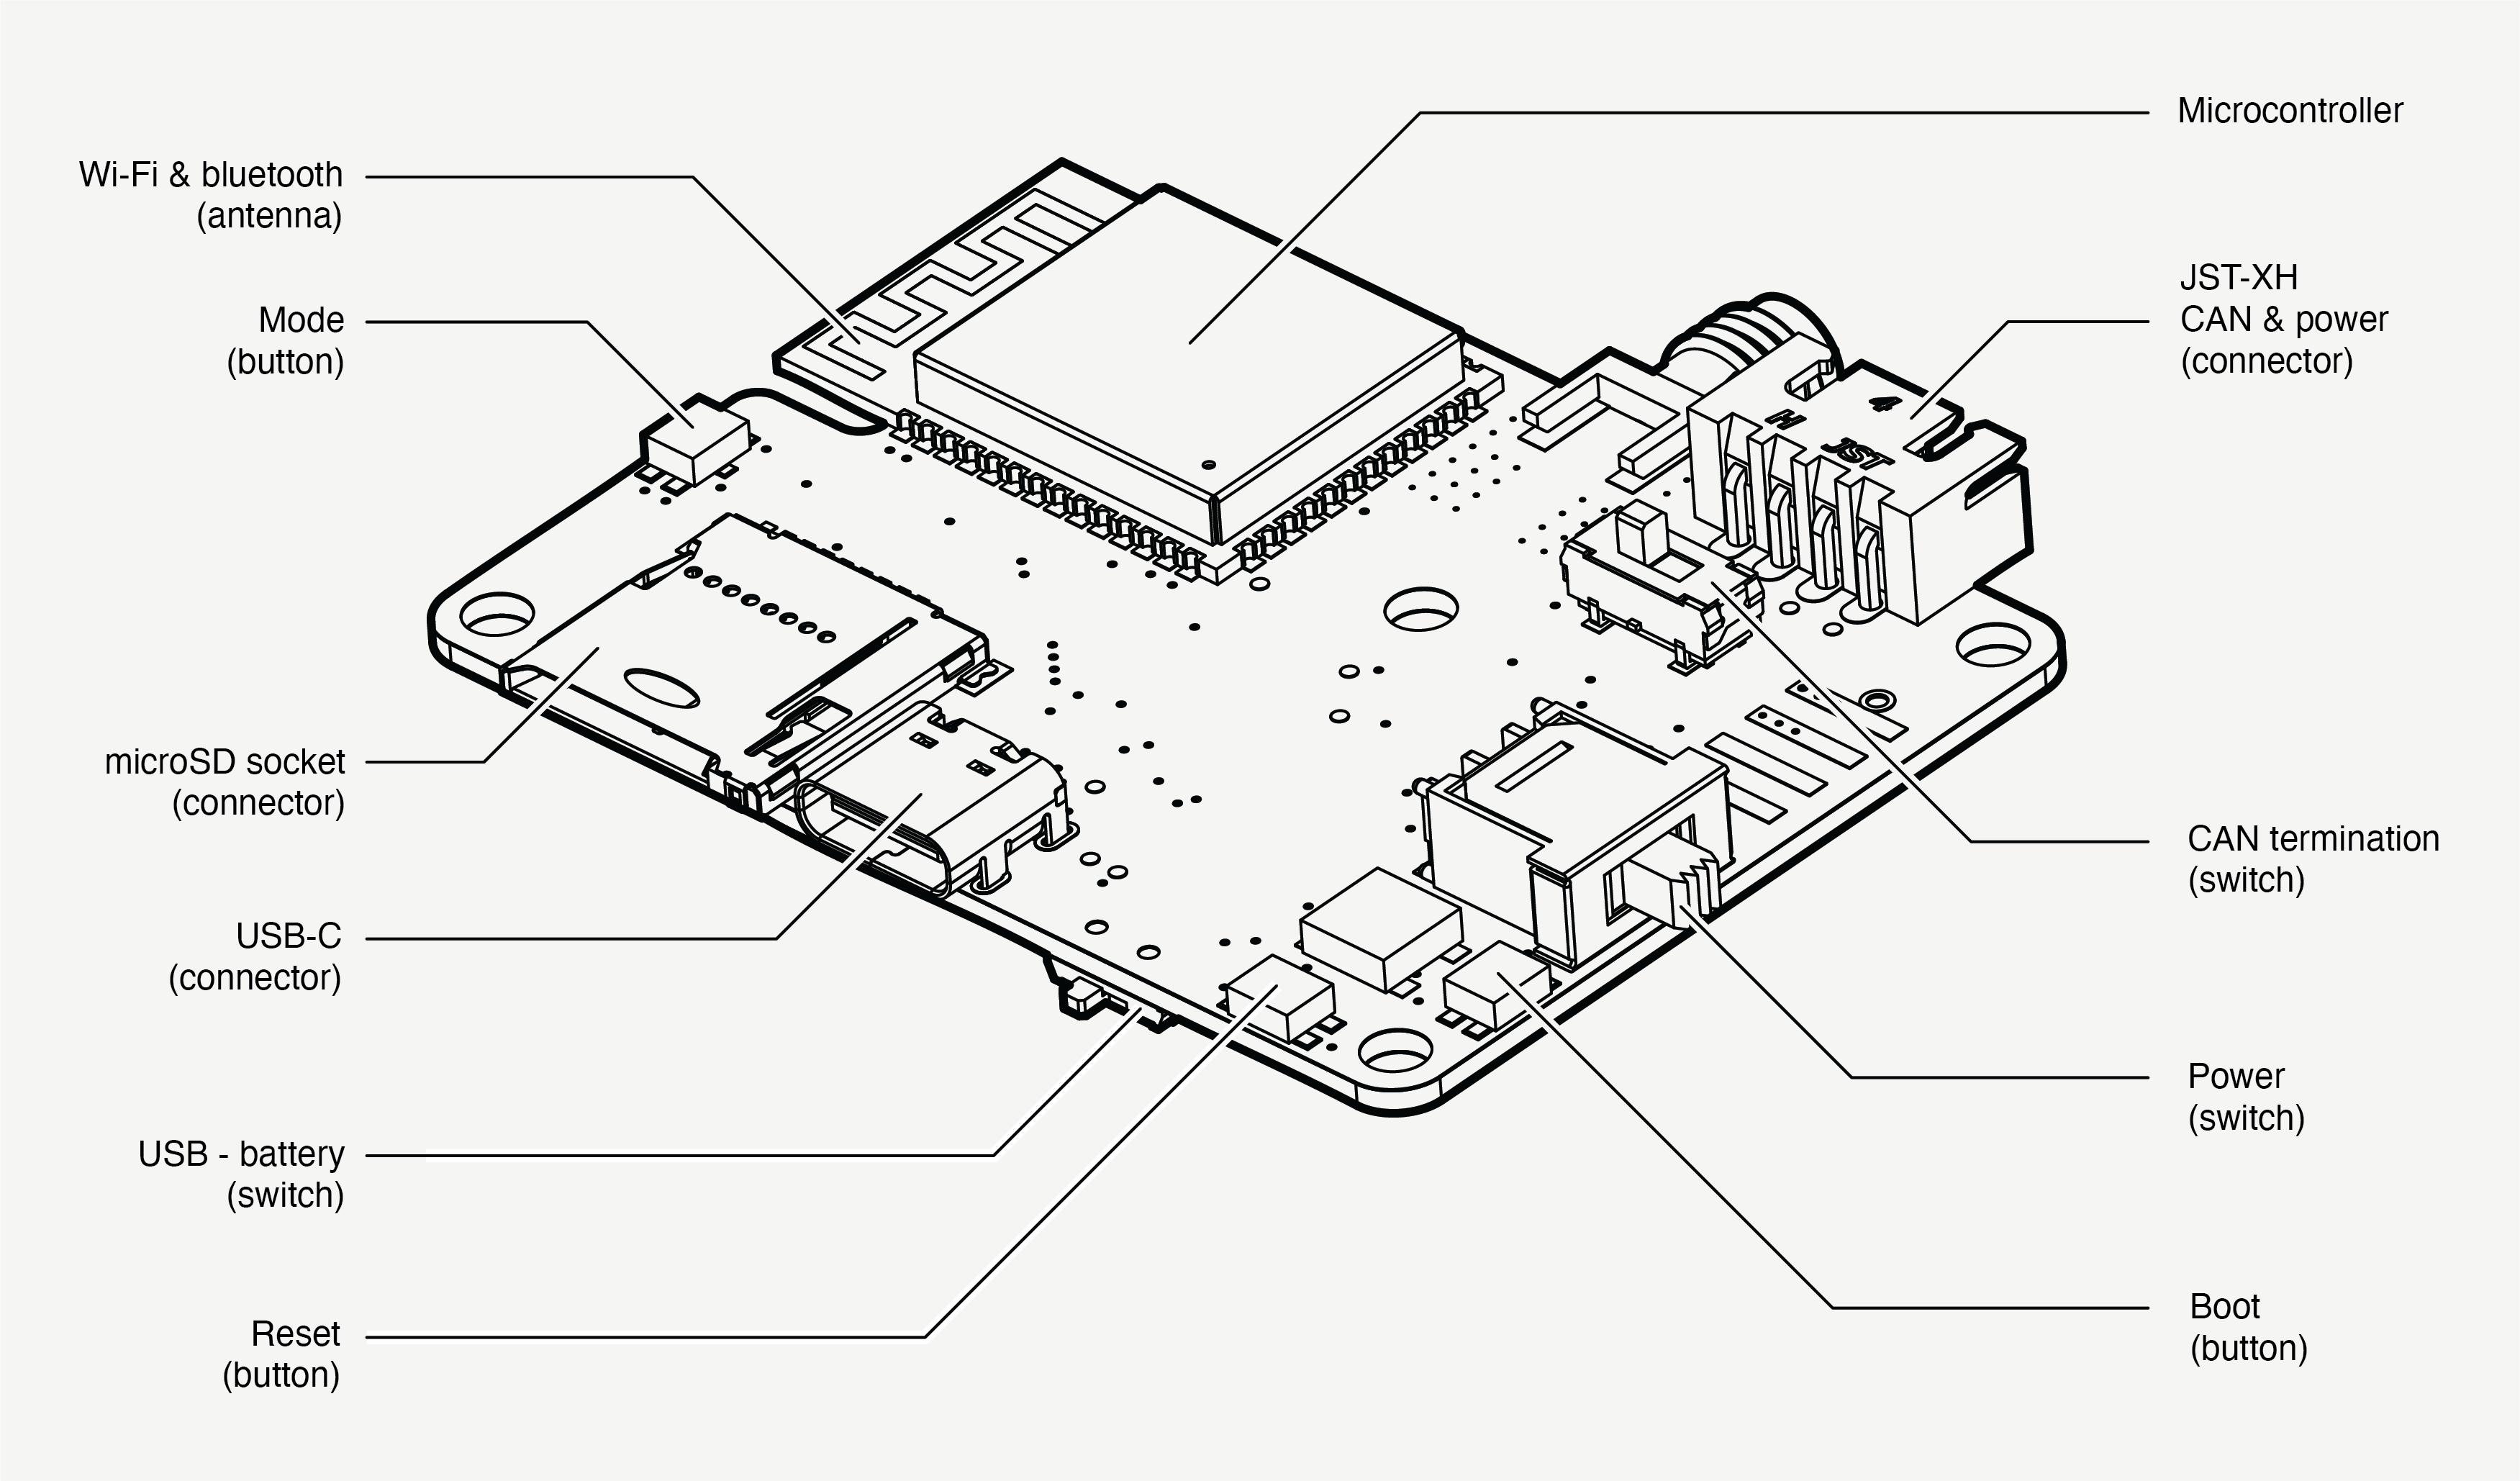 Microcontroller
Wi-Fi & bluetooth
(antenna)
JST-XH
CAN & power
(connector)
Mode
(button)
H
4
JST
microSD socket
(connector)
CAN termination
(switch)
USB-C
(connector)
Power
(switch)
USB - battery
(switch)
Boot
(button)
Reset
(button)